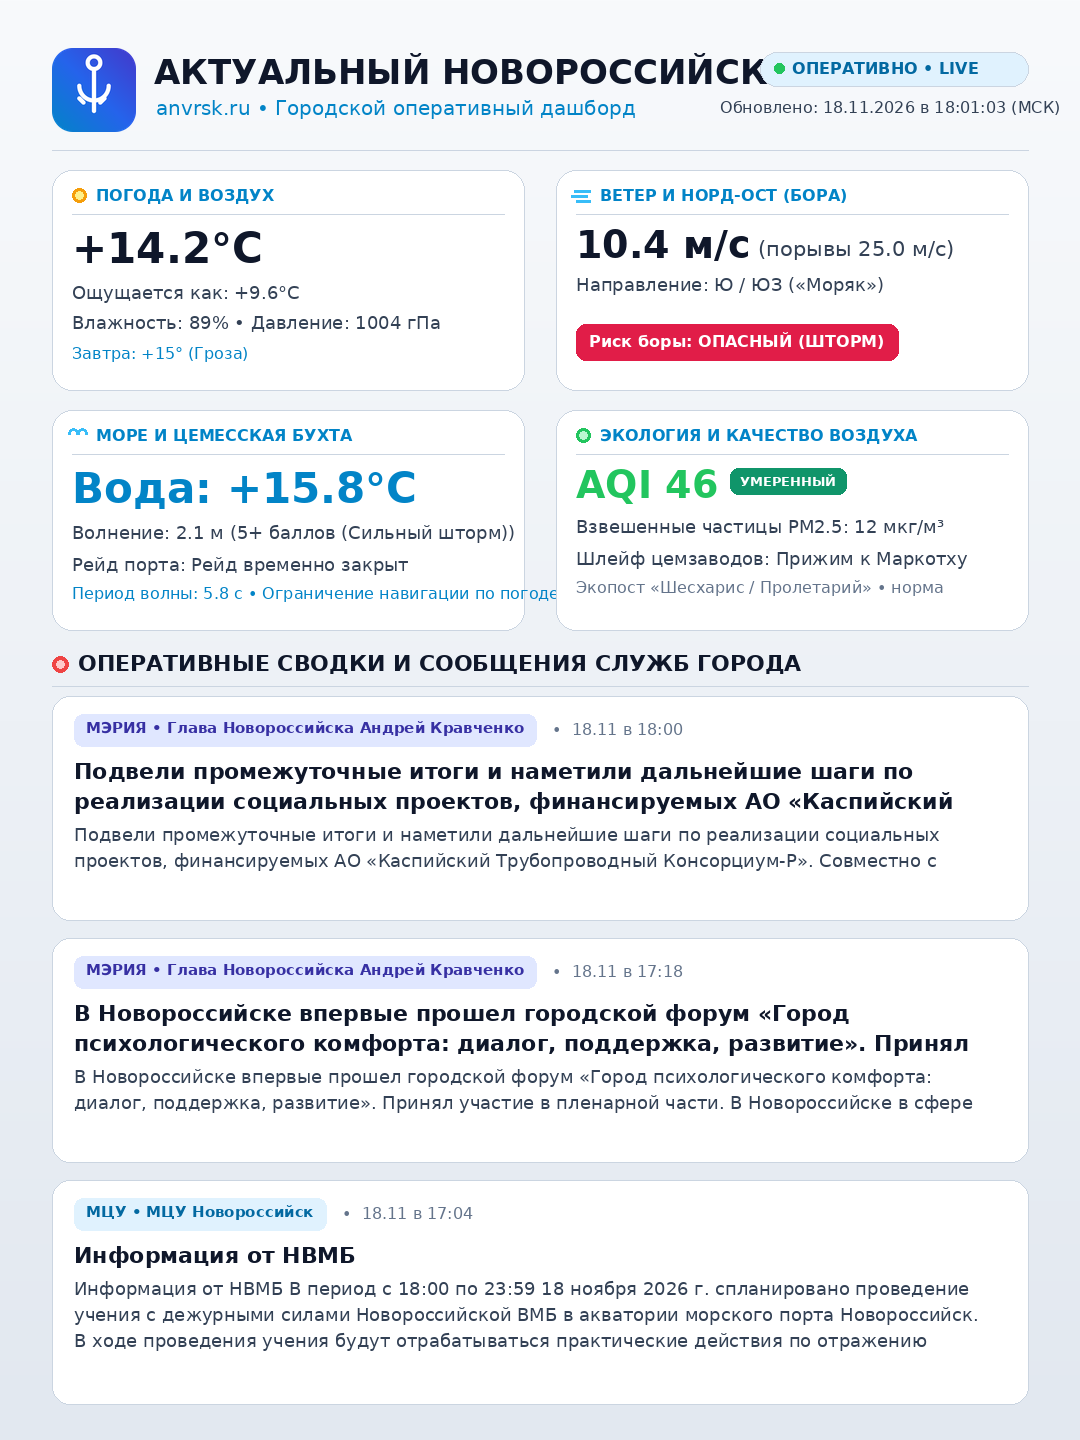 АКТУАЛЬНЫЙ НОВОРОССИЙСК
ОПЕРАТИВНО • LIVE
anvrsk.ru • Городской оперативный дашборд
Обновлено: 18.11.2026 в 18:01:03 (МСК)
ПОГОДА И ВОЗДУХ
+14.2°C
Ощущается как: +9.6°C
Влажность: 89% • Давление: 1004 гПа
Завтра: +15° (Гроза)
ВЕТЕР И НОРД-ОСТ (БОРА)
10.4 м/с (порывы 25.0 м/с)
Направление: Ю / ЮЗ («Моряк»)
Риск боры: ОПАСНЫЙ (ШТОРМ)
МОРЕ И ЦЕМЕССКАЯ БУХТА
Вода: +15.8°C
Волнение: 2.1 м (5+ баллов (Сильный шторм))
Рейд порта: Рейд временно закрыт
Период волны: 5.8 с • Ограничение навигации по погоде
ЭКОЛОГИЯ И КАЧЕСТВО ВОЗДУХА
AQI 46 УМЕРЕННЫЙ
Взвешенные частицы PM2.5: 12 мкг/м³
Шлейф цемзаводов: Прижим к Маркотху
Экопост «Шесхарис / Пролетарий» • норма
ОПЕРАТИВНЫЕ СВОДКИ И СООБЩЕНИЯ СЛУЖБ ГОРОДА
МЭРИЯ • Глава Новороссийска Андрей Кравченко • 18.11 в 18:00
Подвели промежуточные итоги и наметили дальнейшие шаги по
реализации социальных проектов, финансируемых АО «Каспийский
Подвели промежуточные итоги и наметили дальнейшие шаги по реализации социальных
проектов, финансируемых АО «Каспийский Трубопроводный Консорциум-Р». Совместно с
МЭРИЯ • Глава Новороссийска Андрей Кравченко • 18.11 в 17:18
В Новороссийске впервые прошел городской форум «Город
психологического комфорта: диалог, поддержка, развитие». Принял
В Новороссийске впервые прошел городской форум «Город психологического комфорта:
диалог, поддержка, развитие». Принял участие в пленарной части. В Новороссийске в сфере
МЦУ • МЦУ Новороссийск • 18.11 в 17:04
Информация от НВМБ
Информация от НВМБ В период с 18:00 по 23:59 18 ноября 2026 г. спланировано проведение
учения с дежурными силами Новороссийской ВМБ в акватории морского порта Новороссийск.
В ходе проведения учения будут отрабатываться практические действия по отражению